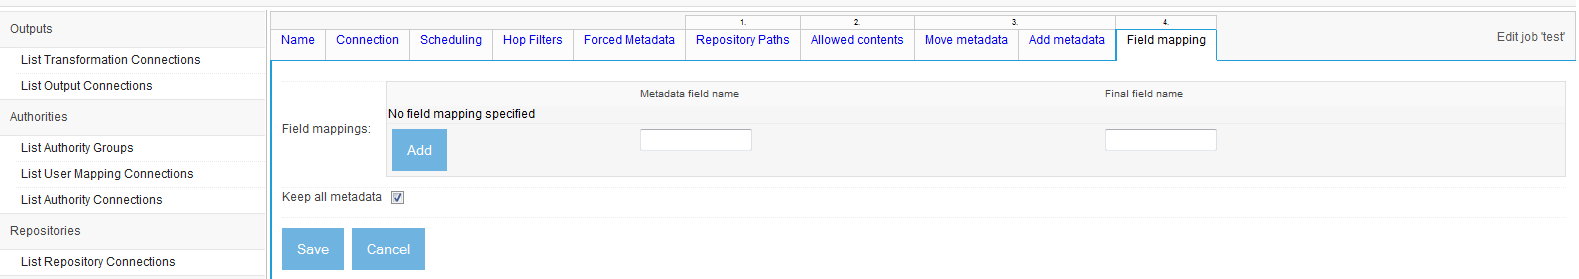 Outputs
List Transformation Connections
List Output Connections
Authorities
List Authority Groups
List User Mapping Connections
List Authority Connections
Repositories
List Repository Connections
1. 2. 3. 4.
Name Connection Scheduling Hop Filters Forced Metadata Repository Paths Allowed contents Move metadata Add metadata Field mapping Edit job 'test'
Metadata field name Final field name
No field mapping specified
Field mappings:
Add
Keep all metadata
Save Cancel